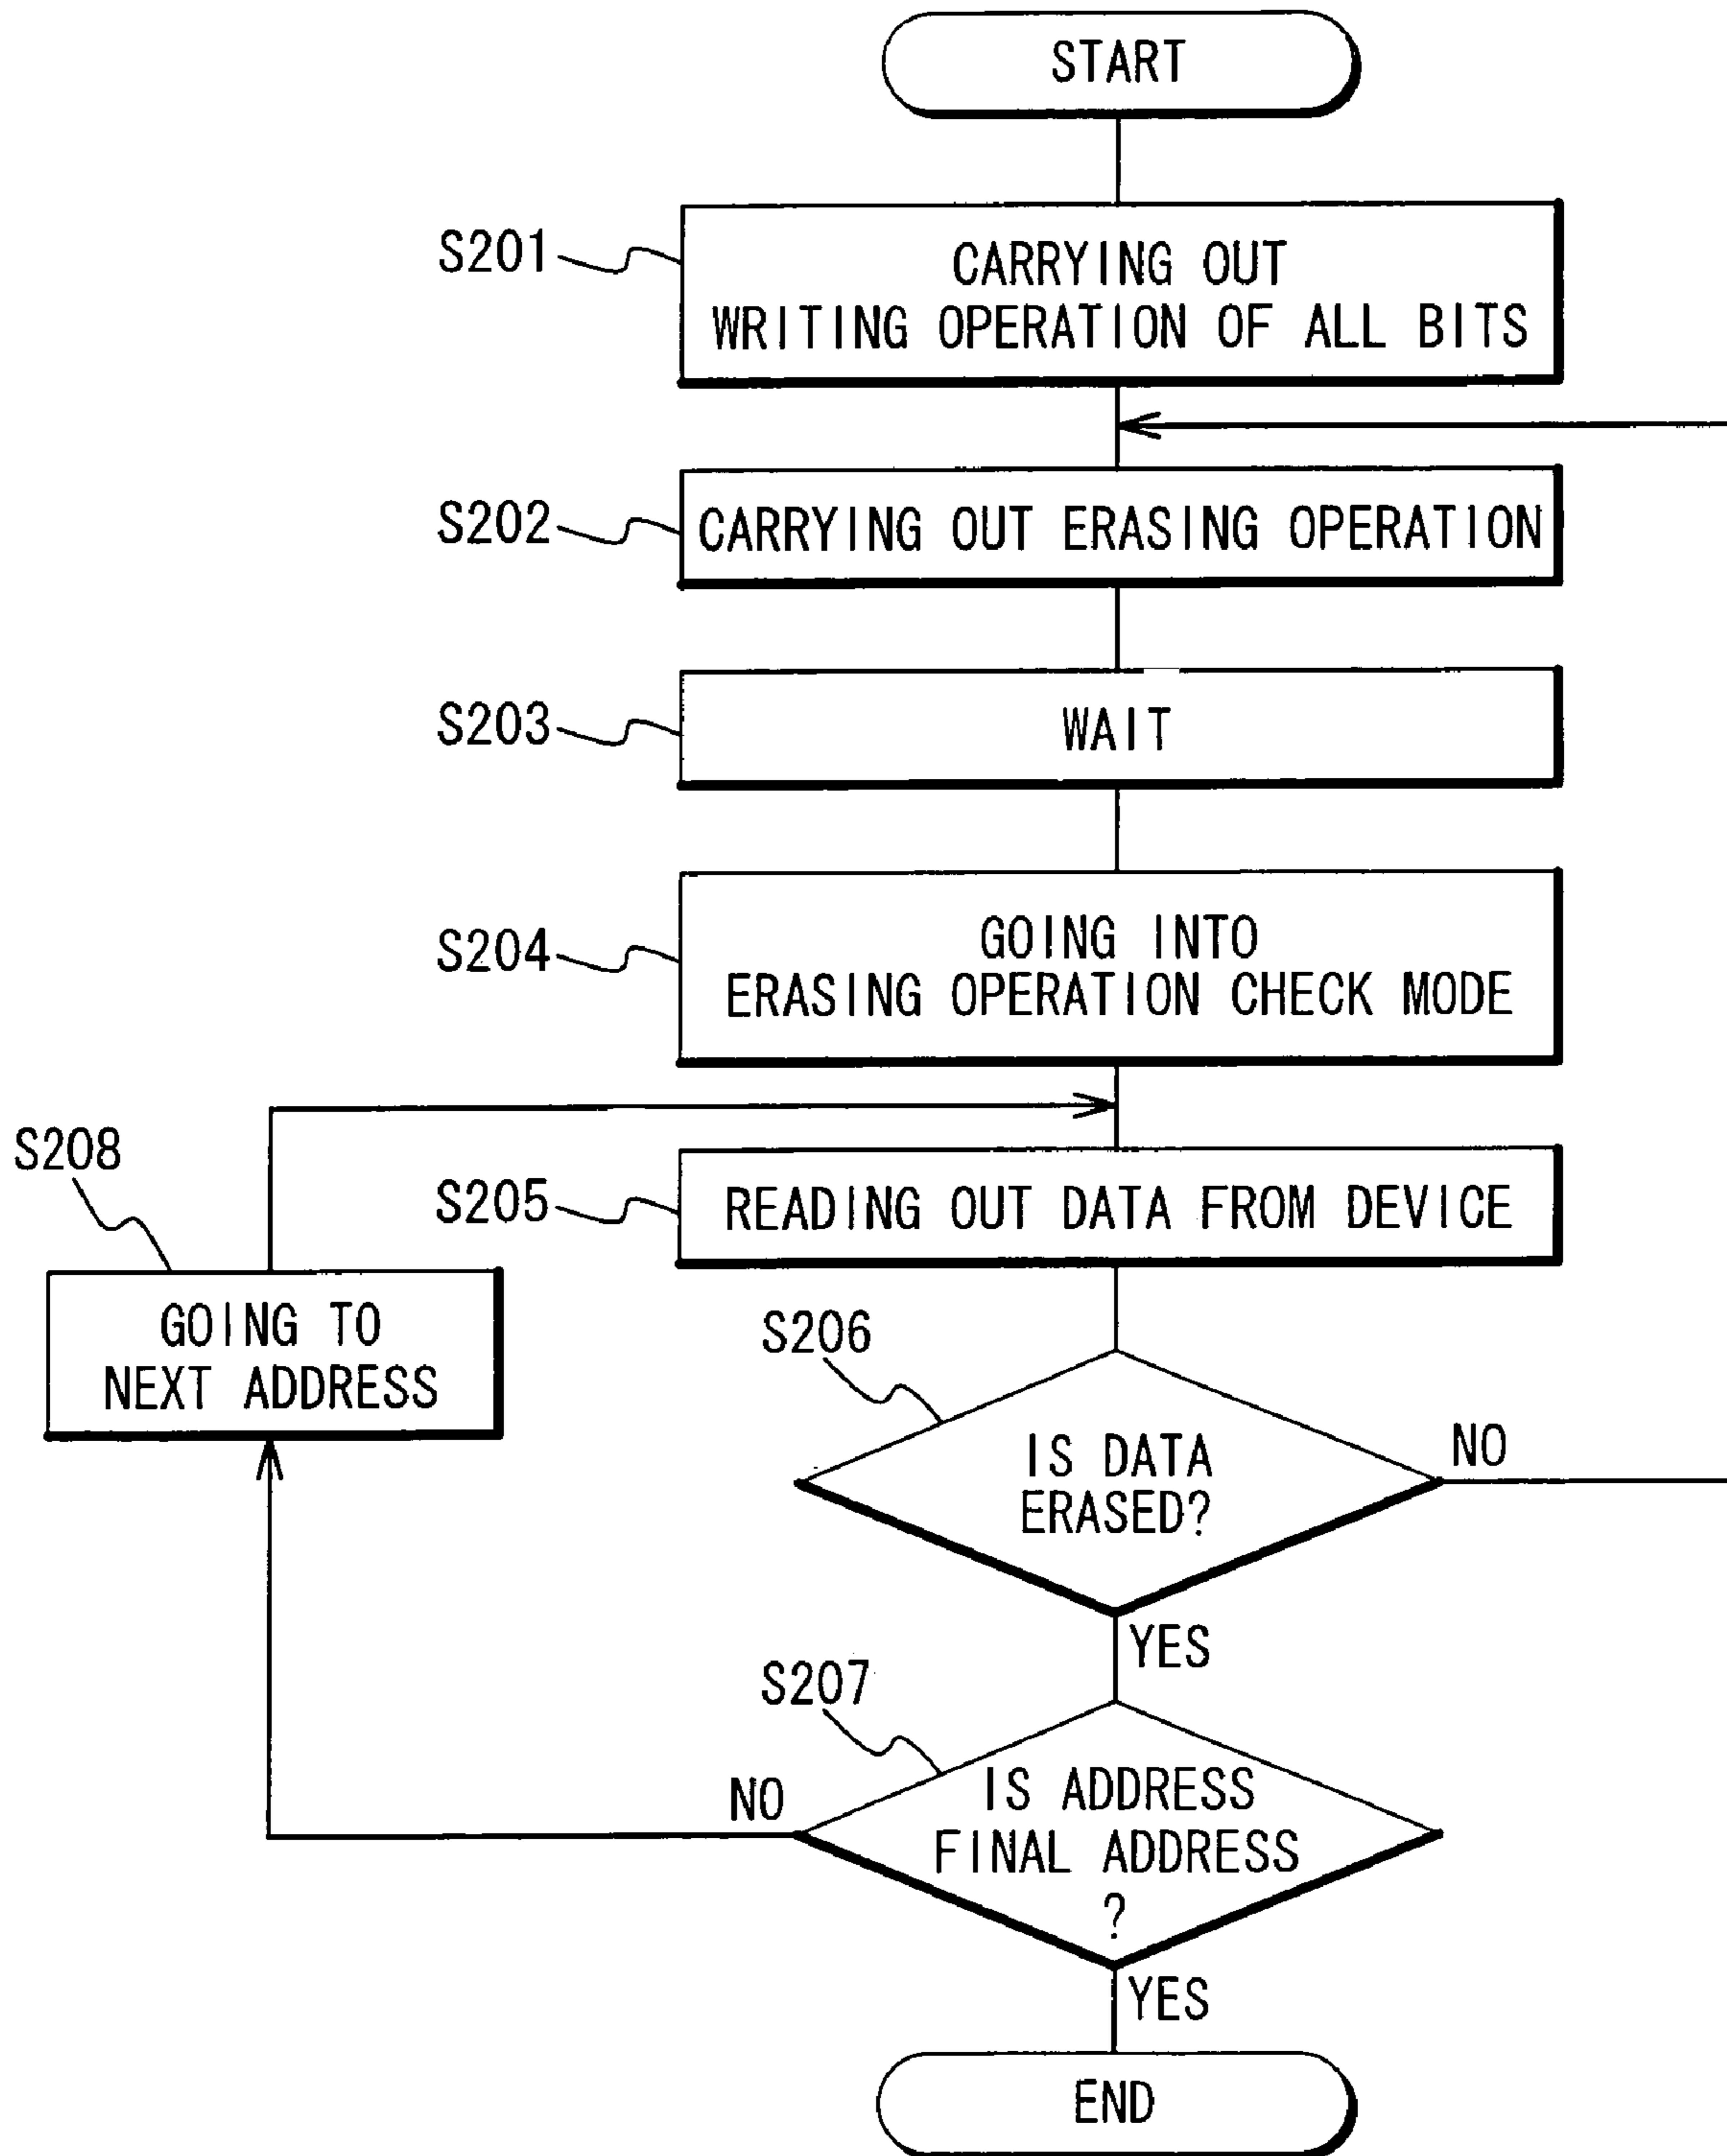 START
S201
CARRYING OUT
WRITING OPERATION OF ALL BITS
S202
CARRYING OUT ERASING OPERATION
S203
WAIT
S204
GOING INTO
ERASING OPERATION CHECK MODE
S208
S205
READING OUT DATA FROM DEVICE
GOING TO
NEXT ADDRESS
S206
IS DATA
ERASED?
NO
YES
S207
NO
IS ADDRESS
FINAL ADDRESS
?
YES
END